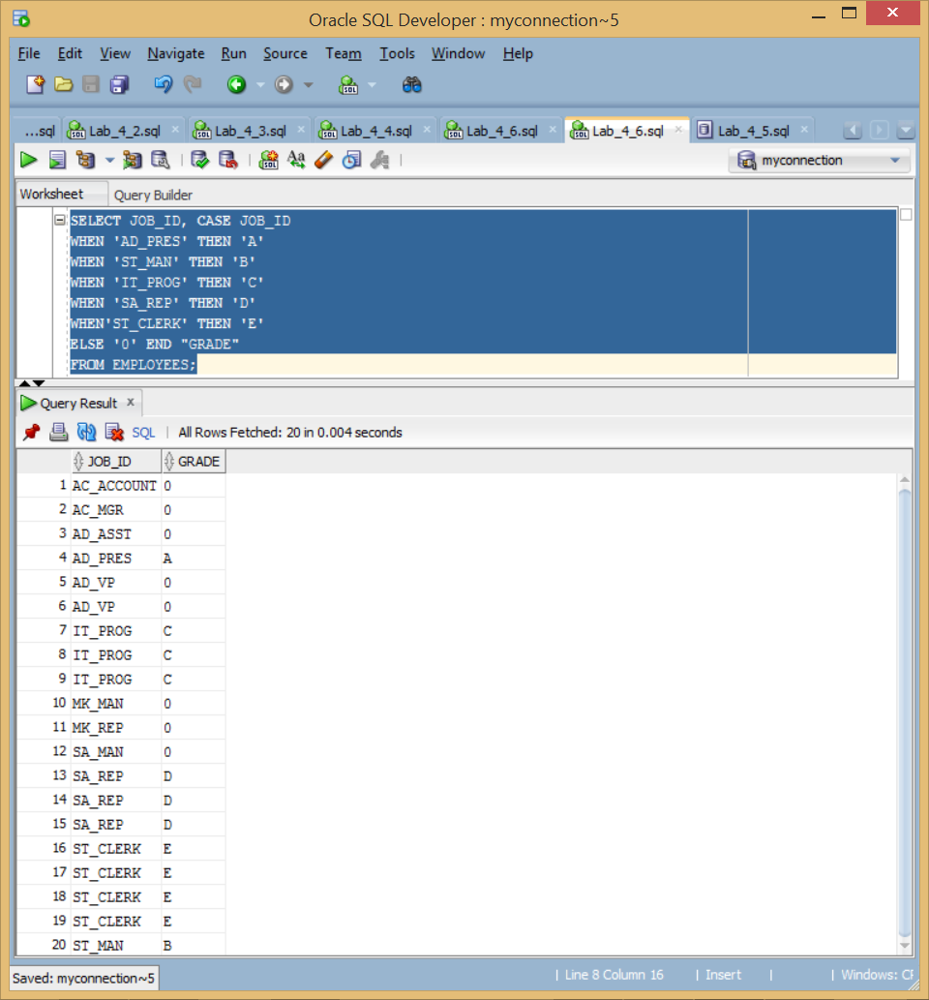 Oracle SQL Developer : myconnection~5
File Edit View Navigate Run Source Team Tools Window Help
...sql Lab_4_2.sql Lab_4_3.sql Lab_4_4.sql Lab_4_6.sql Lab_4_6.sql Lab_4_5.sql
myconnection
Worksheet Query Builder
SELECT JOB_ID, CASE JOB_ID
WHEN 'AD_PRES' THEN 'A'
WHEN 'ST_MAN' THEN 'B'
WHEN 'IT_PROG' THEN 'C'
WHEN 'SA_REP' THEN 'D'
WHEN'ST_CLERK' THEN 'E'
ELSE '0' END "GRADE"
FROM EMPLOYEES;
Query Result x
SQL | All Rows Fetched: 20 in 0.004 seconds
JOB_ID GRADE
1 AC_ACCOUNT 0
2 AC_MGR 0
3 AD_ASST 0
4 AD_PRES A
5 AD_VP 0
6 AD_VP 0
7 IT_PROG C
8 IT_PROG C
9 IT_PROG C
10 MK_MAN 0
11 MK_REP 0
12 SA_MAN 0
13 SA_REP D
14 SA_REP D
15 SA_REP D
16 ST_CLERK E
17 ST_CLERK E
18 ST_CLERK E
19 ST_CLERK E
20 ST_MAN B
Saved: myconnection~5 | Line 8 Column 16 | Insert | | Windows: CF